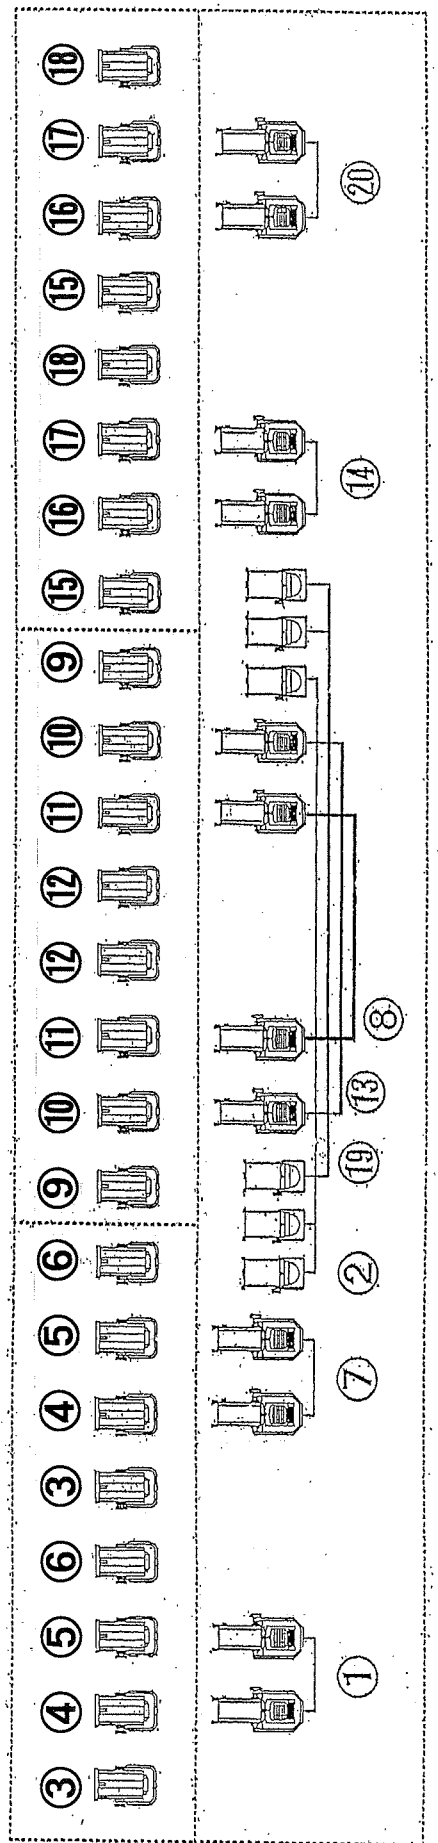 ③ ④ ⑤ ⑥ ③ ④ ⑤ ⑥ ⑨ ⑩ ⑪ ⑫ ⑫ ⑪ ⑩ ⑨ ⑮ ⑯ ⑰ ⑱ ⑮ ⑯ ⑰ ⑱
① ⑦ ② ⑲ ⑬ ⑧ ⑭ ⑳